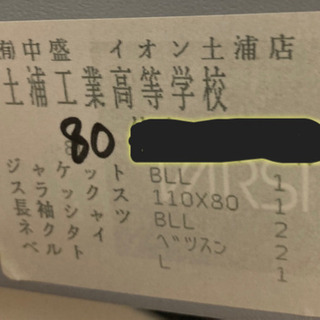 有中盛 イオン土浦店
土浦工業高等学校
80
ジャケット BLL 1
スラックス 110X80 1
長袖シャツ BLL 2
ネクタイ ベツスン 2
ベルト L 1